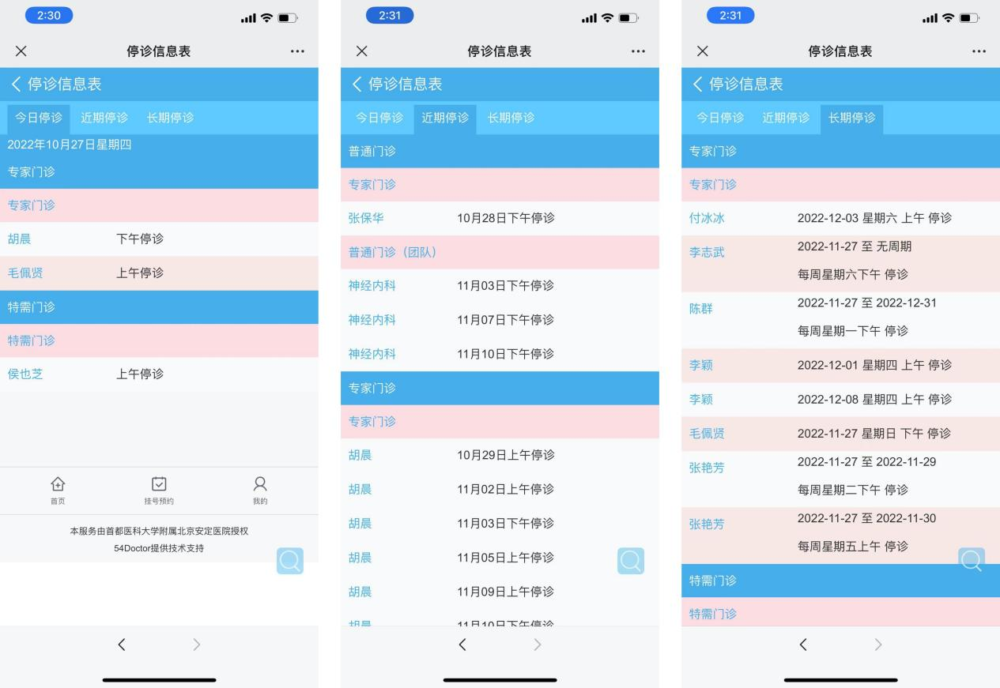 2:30
停诊信息表
停诊信息表
今日停诊 近期停诊 长期停诊
2022年10月27日星期四
专家门诊
专家门诊
胡晨 下午停诊
毛佩贤 上午停诊
特需门诊
特需门诊
侯也芝 上午停诊
首页 挂号预约 我的
本服务由首都医科大学附属北京安定医院授权
54Doctor提供技术支持
2:31
停诊信息表
停诊信息表
今日停诊 近期停诊 长期停诊
普通门诊
专家门诊
张保华 10月28日下午停诊
普通门诊（团队）
神经内科 11月03日下午停诊
神经内科 11月07日下午停诊
神经内科 11月10日下午停诊
专家门诊
专家门诊
胡晨 10月29日上午停诊
胡晨 11月02日上午停诊
胡晨 11月03日下午停诊
胡晨 11月05日上午停诊
胡晨 11月09日上午停诊
胡晨 11月10日下午停诊
2:31
停诊信息表
停诊信息表
今日停诊 近期停诊 长期停诊
专家门诊
专家门诊
付冰冰 2022-12-03 星期六 上午 停诊
李志武 2022-11-27 至 无周期
每周星期六下午 停诊
陈群 2022-11-27 至 2022-12-31
每周星期一下午 停诊
李颖 2022-12-01 星期四 上午 停诊
李颖 2022-12-08 星期四 上午 停诊
毛佩贤 2022-11-27 星期日 下午 停诊
张艳芳 2022-11-27 至 2022-11-29
每周星期二下午 停诊
张艳芳 2022-11-27 至 2022-11-30
每周星期五上午 停诊
特需门诊
特需门诊